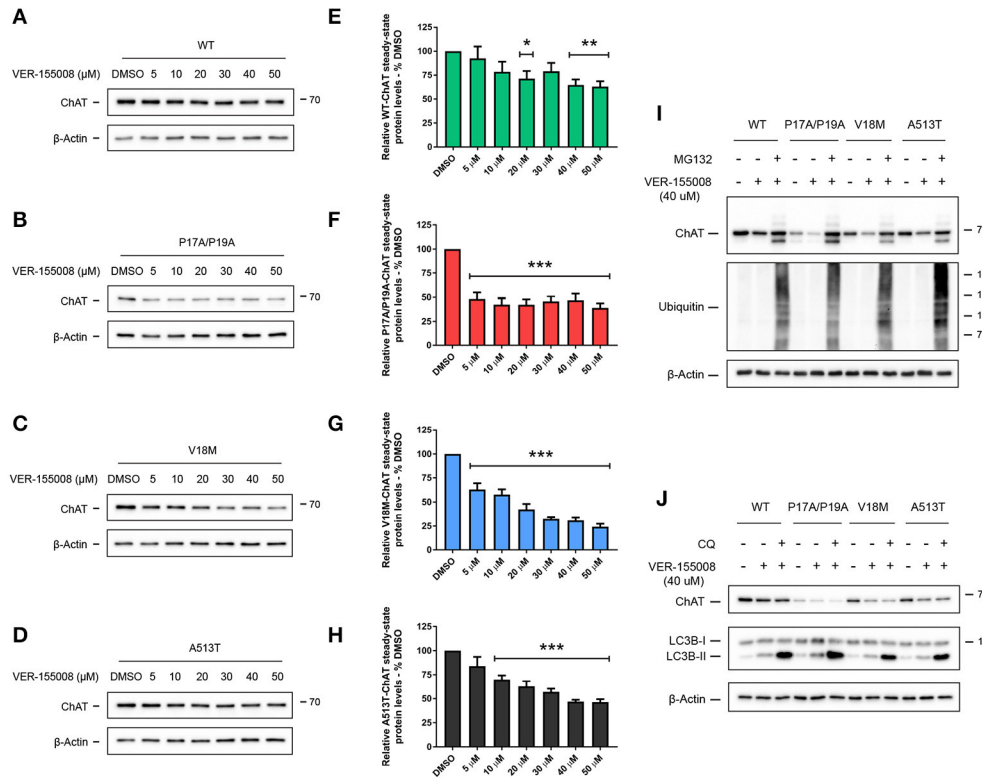 A
WT
VER-155008 (µM) DMSO 5 10 20 30 40 50
ChAT – – 70
β-Actin –
B
P17A/P19A
VER-155008 (µM) DMSO 5 10 20 30 40 50
ChAT – – 70
β-Actin –
C
V18M
VER-155008 (µM) DMSO 5 10 20 30 40 50
ChAT – – 70
β-Actin –
D
A513T
VER-155008 (µM) DMSO 5 10 20 30 40 50
ChAT – – 70
β-Actin –
E
Relative WT-ChAT steady-state
protein levels - % DMSO
125
100
75
50
25
0
* **
DMSO 5 µM 10 µM 20 µM 30 µM 40 µM 50 µM
F
Relative P17A/P19A-ChAT steady-state
protein levels - % DMSO
125
100
75
50
25
0
***
DMSO 5 µM 10 µM 20 µM 30 µM 40 µM 50 µM
G
Relative V18M-ChAT steady-state
protein levels - % DMSO
125
100
75
50
25
0
***
DMSO 5 µM 10 µM 20 µM 30 µM 40 µM 50 µM
H
Relative A513T-ChAT steady-state
protein levels - % DMSO
125
100
75
50
25
0
***
DMSO 5 µM 10 µM 20 µM 30 µM 40 µM 50 µM
I
WT P17A/P19A V18M A513T
MG132 + + + +
VER-155008 - + + - + + - + + - + +
(40 uM)
ChAT – – 7
Ubiquitin – – 1
– 1
– 7
β-Actin –
J
WT P17A/P19A V18M A513T
CQ + + + +
VER-155008 - + + - + + - + + - + +
(40 uM)
ChAT – – 7
LC3B-I – – 1
LC3B-II –
β-Actin –